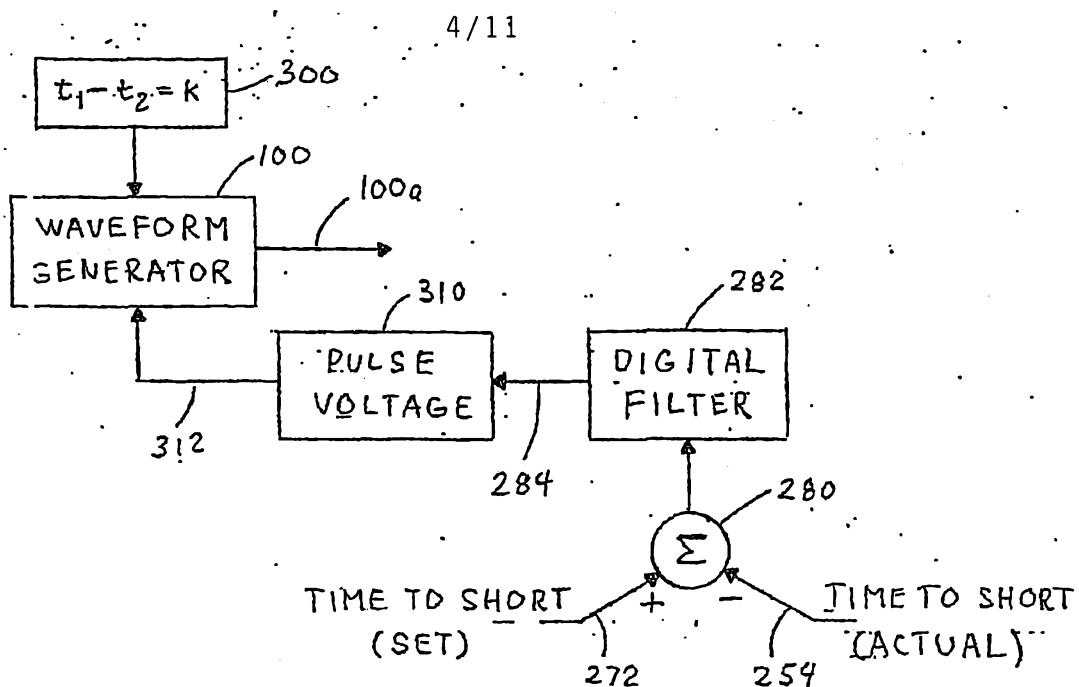 4/11
t₁ - t₂ = K
300
100
100a
WAVEFORM
GENERATOR
310
282
PULSE
VOLTAGE
DIGITAL
FILTER
312
284
280
Σ
TIME TO SHORT
(SET)
+
-
TIME TO SHORT
(ACTUAL)
272
254